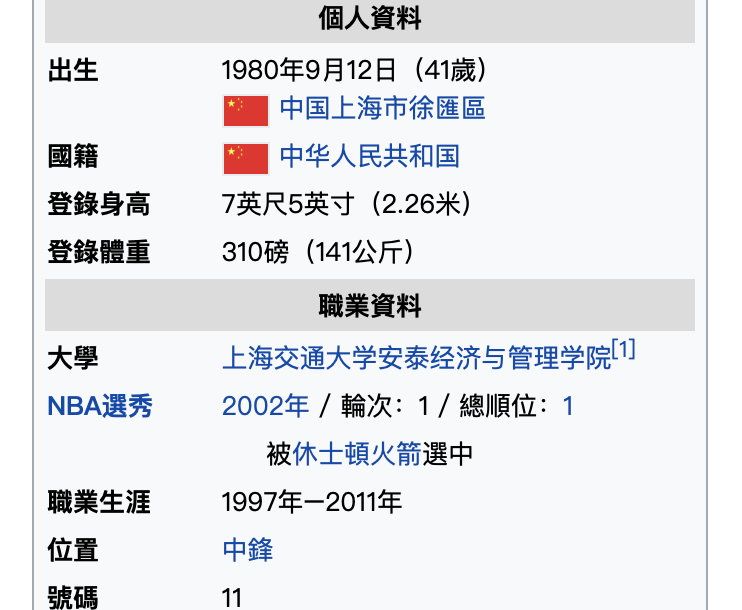 個人資料
出生 1980年9月12日（41歲）
中国上海市徐匯區
國籍 中华人民共和国
登錄身高 7英尺5英寸（2.26米）
登錄體重 310磅（141公斤）
職業資料
大學 上海交通大学安泰经济与管理学院[1]
NBA選秀 2002年 / 輪次：1 / 總順位：1
被休士頓火箭選中
職業生涯 1997年－2011年
位置 中鋒
號碼 11